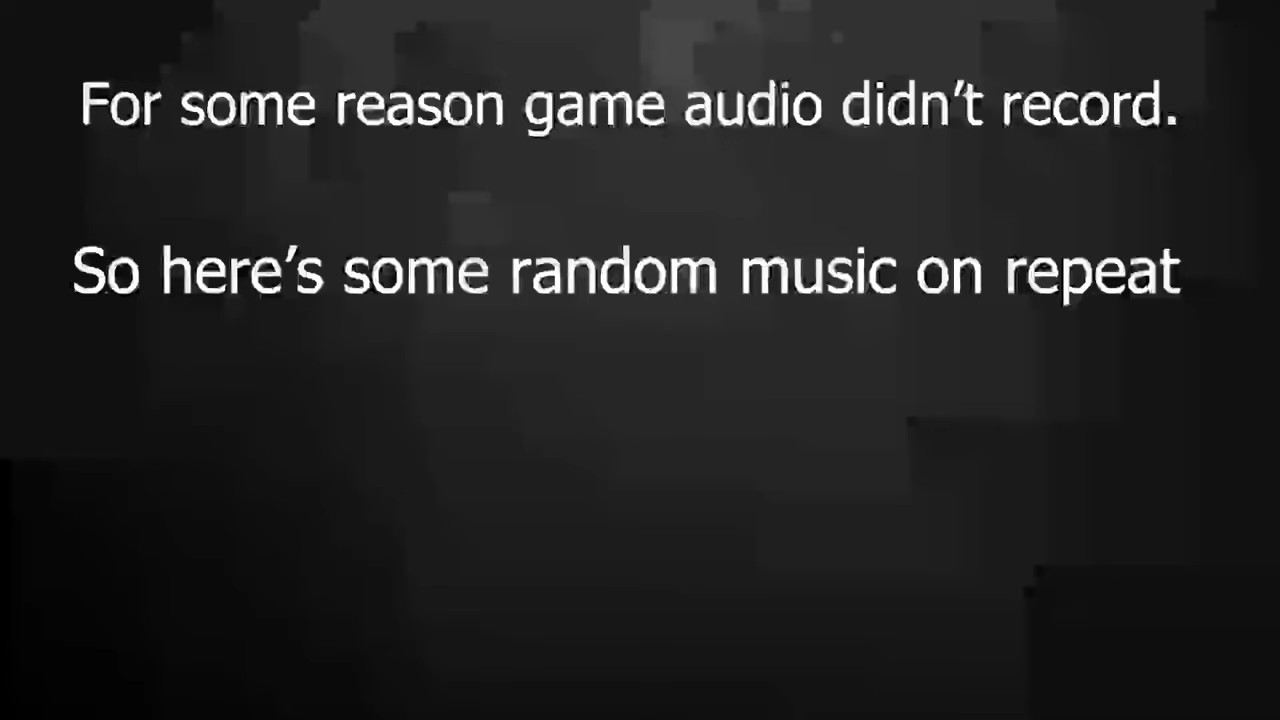 For some reason game audio didn’t record.
So here’s some random music on repeat